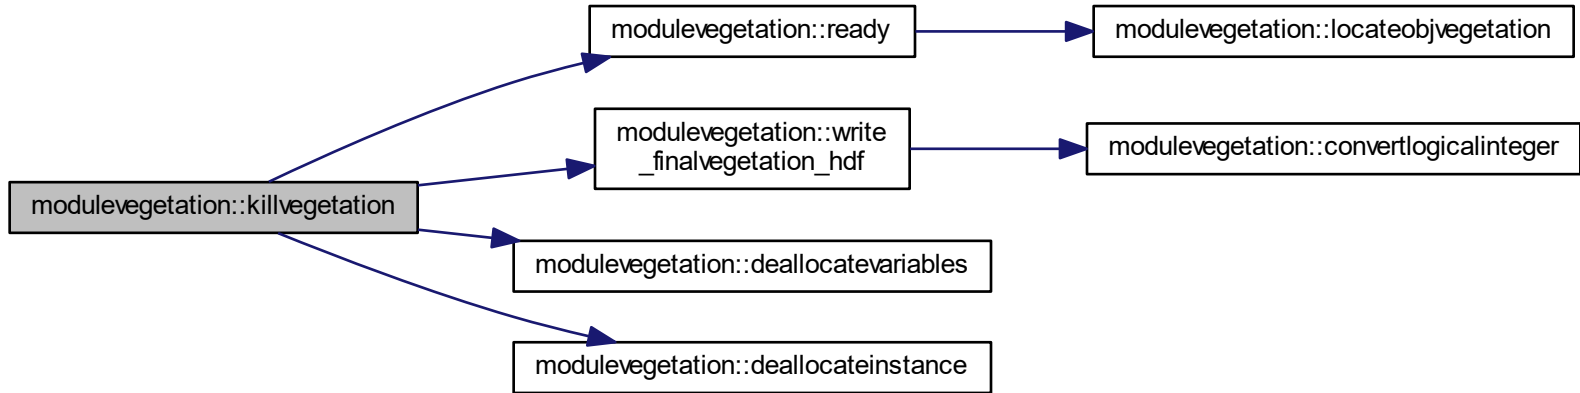 modulevegetation::ready
modulevegetation::locateobjvegetation
modulevegetation::write
_finalvegetation_hdf
modulevegetation::convertlogicalinteger
modulevegetation::killvegetation
modulevegetation::deallocatevariables
modulevegetation::deallocateinstance